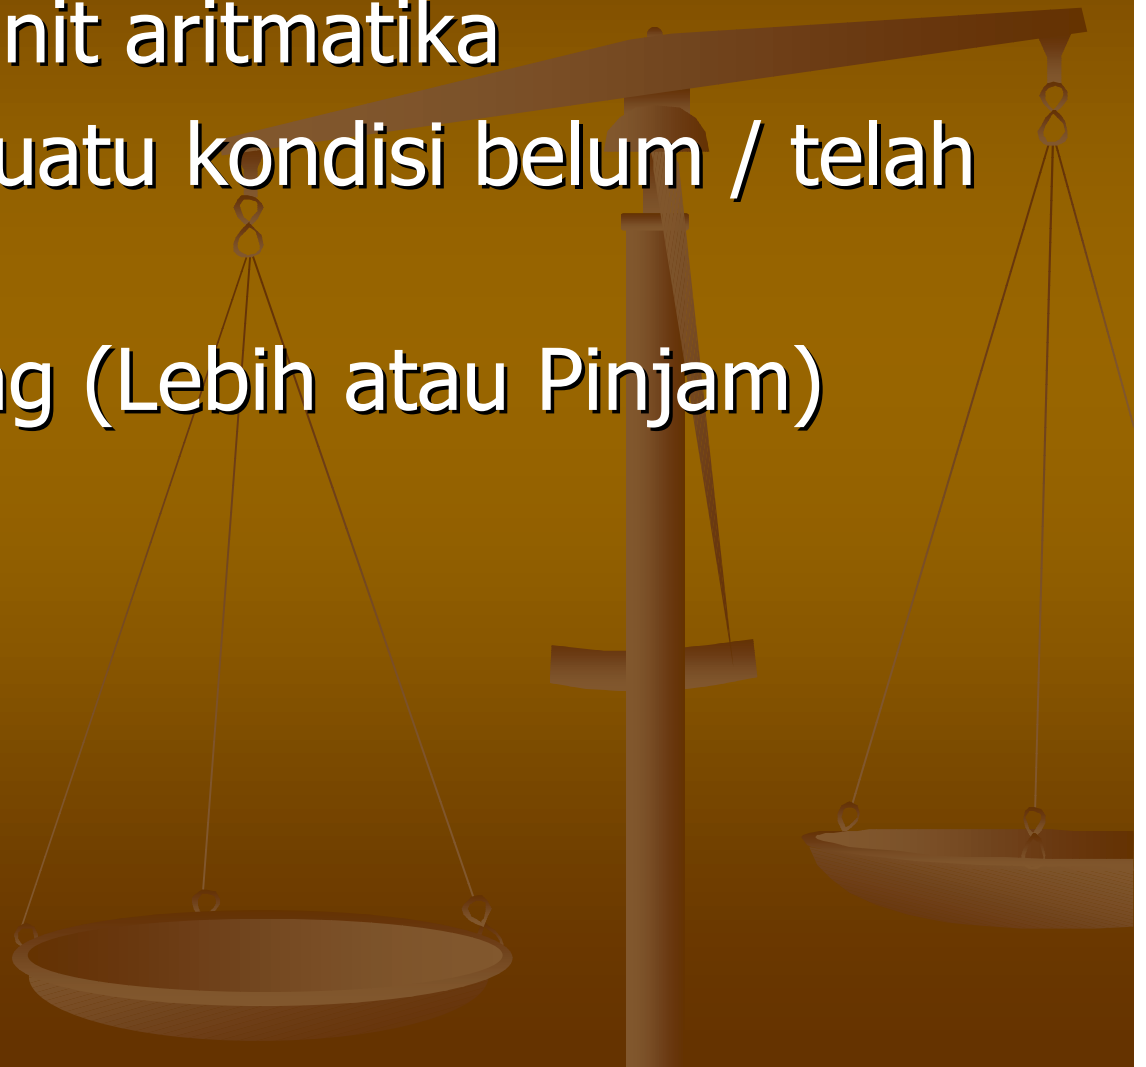 nit aritmatika
uatu kondisi belum / telah
ng (Lebih atau Pinjam)